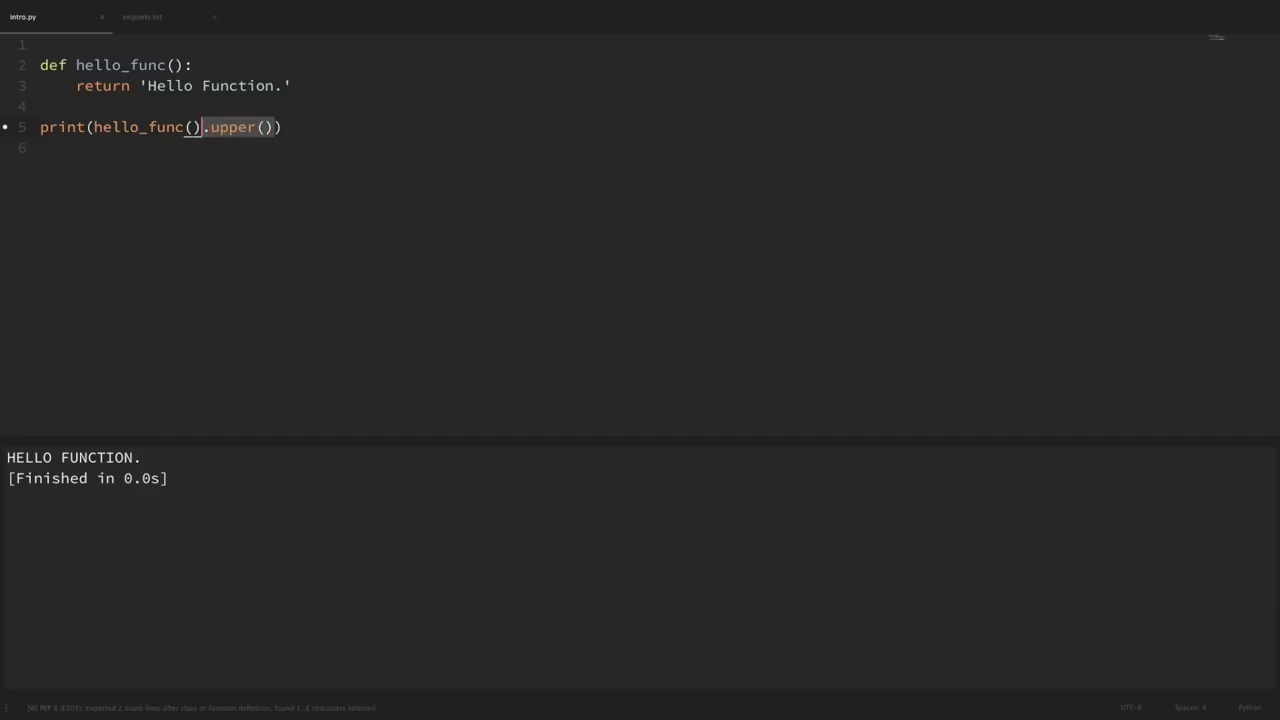 intro.py × snippets.txt ×
1
2 def hello_func():
3     return 'Hello Function.'
4
5 print(hello_func().upper())
6
HELLO FUNCTION.
[Finished in 0.0s]
[W] PEP 8 (E305): expected 2 blank lines after class or function definition, found 1, 8 characters selected
UTF-8 Spaces: 4 Python